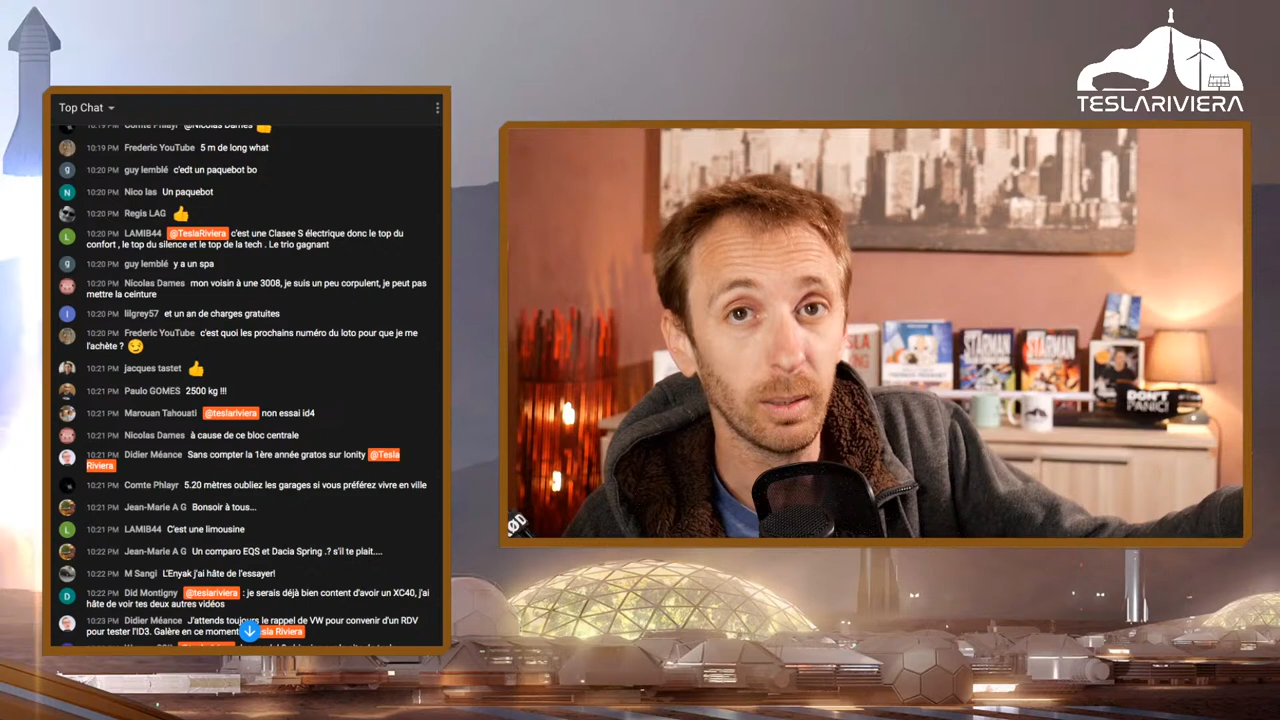 TESLARIVIERA
Top Chat
10:19 PM Comte Phlayr @Nicolas Dames 👍
10:19 PM Frederic YouTube 5 m de long what
10:20 PM guy lemblé c'edt un paquebot bo
10:20 PM Nico las Un paquebot
10:20 PM Regis LAG 👍
10:20 PM LAMIB44 @TeslaRiviera c'est une Clasee S électrique donc le top du
confort , le top du silence et le top de la tech . Le trio gagnant
10:20 PM guy lemblé y a un spa
10:20 PM Nicolas Dames mon voisin à une 3008, je suis un peu corpulent, je peut pas
mettre la ceinture
10:20 PM lilgrey57 et un an de charges gratuites
10:20 PM Frederic YouTube c'est quoi les prochains numéro du loto pour que je me
l'achète ? 😏
10:21 PM jacques tastet 👍
10:21 PM Paulo GOMES 2500 kg !!!
10:21 PM Marouan Tahouati @teslariviera non essai id4
10:21 PM Nicolas Dames à cause de ce bloc centrale
10:21 PM Didier Méance Sans compter la 1ère année gratos sur Ionity @Tesla
Riviera
10:21 PM Comte Phlayr 5.20 mètres oubliez les garages si vous préférez vivre en ville
10:21 PM Jean-Marie A G Bonsoir à tous...
10:21 PM LAMIB44 C'est une limousine
10:22 PM Jean-Marie A G Un comparo EQS et Dacia Spring .? s'il te plait....
10:22 PM M Sangi L'Enyak j'ai hâte de l'essayer!
10:22 PM Did Montigny @teslariviera : je serais déjà bien content d'avoir un XC40, j'ai
hâte de voir tes deux autres vidéos
10:23 PM Didier Méance J'attends toujours le rappel de VW pour convenir d'un RDV
pour tester l'ID3. Galère en ce moment Tesla Riviera
STARMAN
STARMAN
DON'T
PANIC!